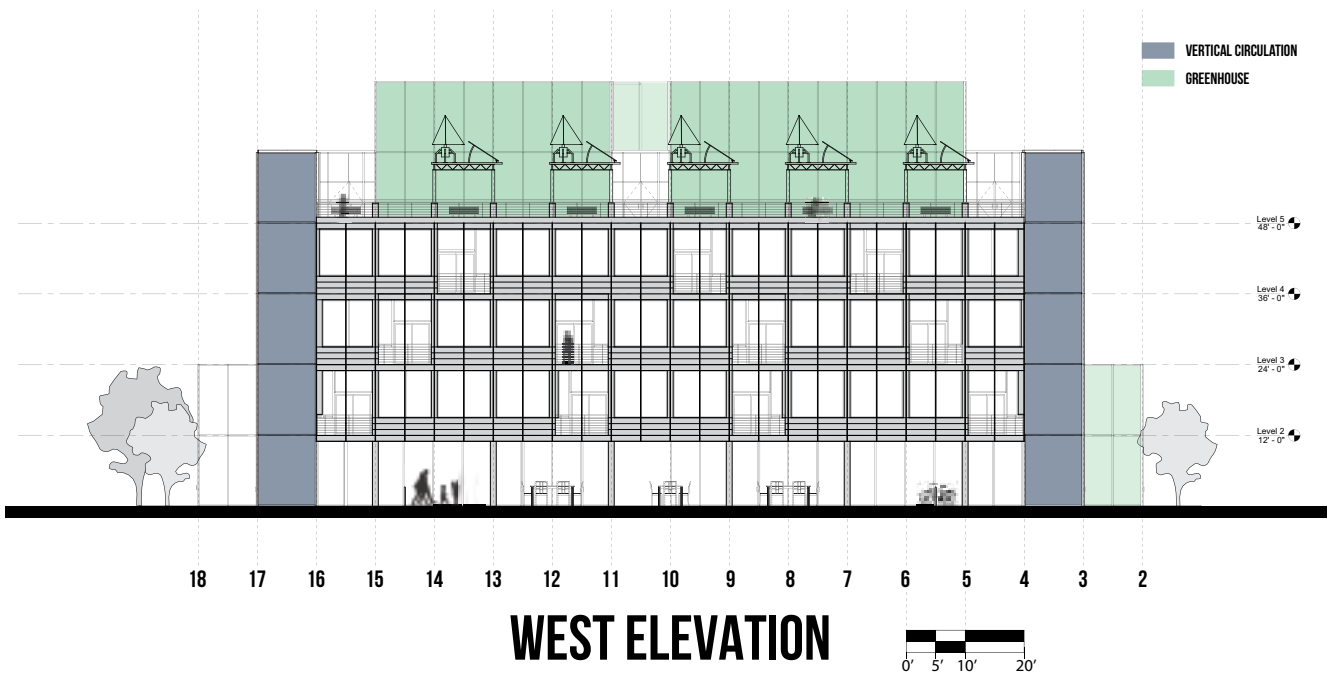 VERTICAL CIRCULATION
GREENHOUSE
Level 5
48' - 0"
Level 4
36' - 0"
Level 3
24' - 0"
Level 2
12' - 0"
18 17 16 15 14 13 12 11 10 9 8 7 6 5 4 3 2
WEST ELEVATION
0' 5' 10' 20'